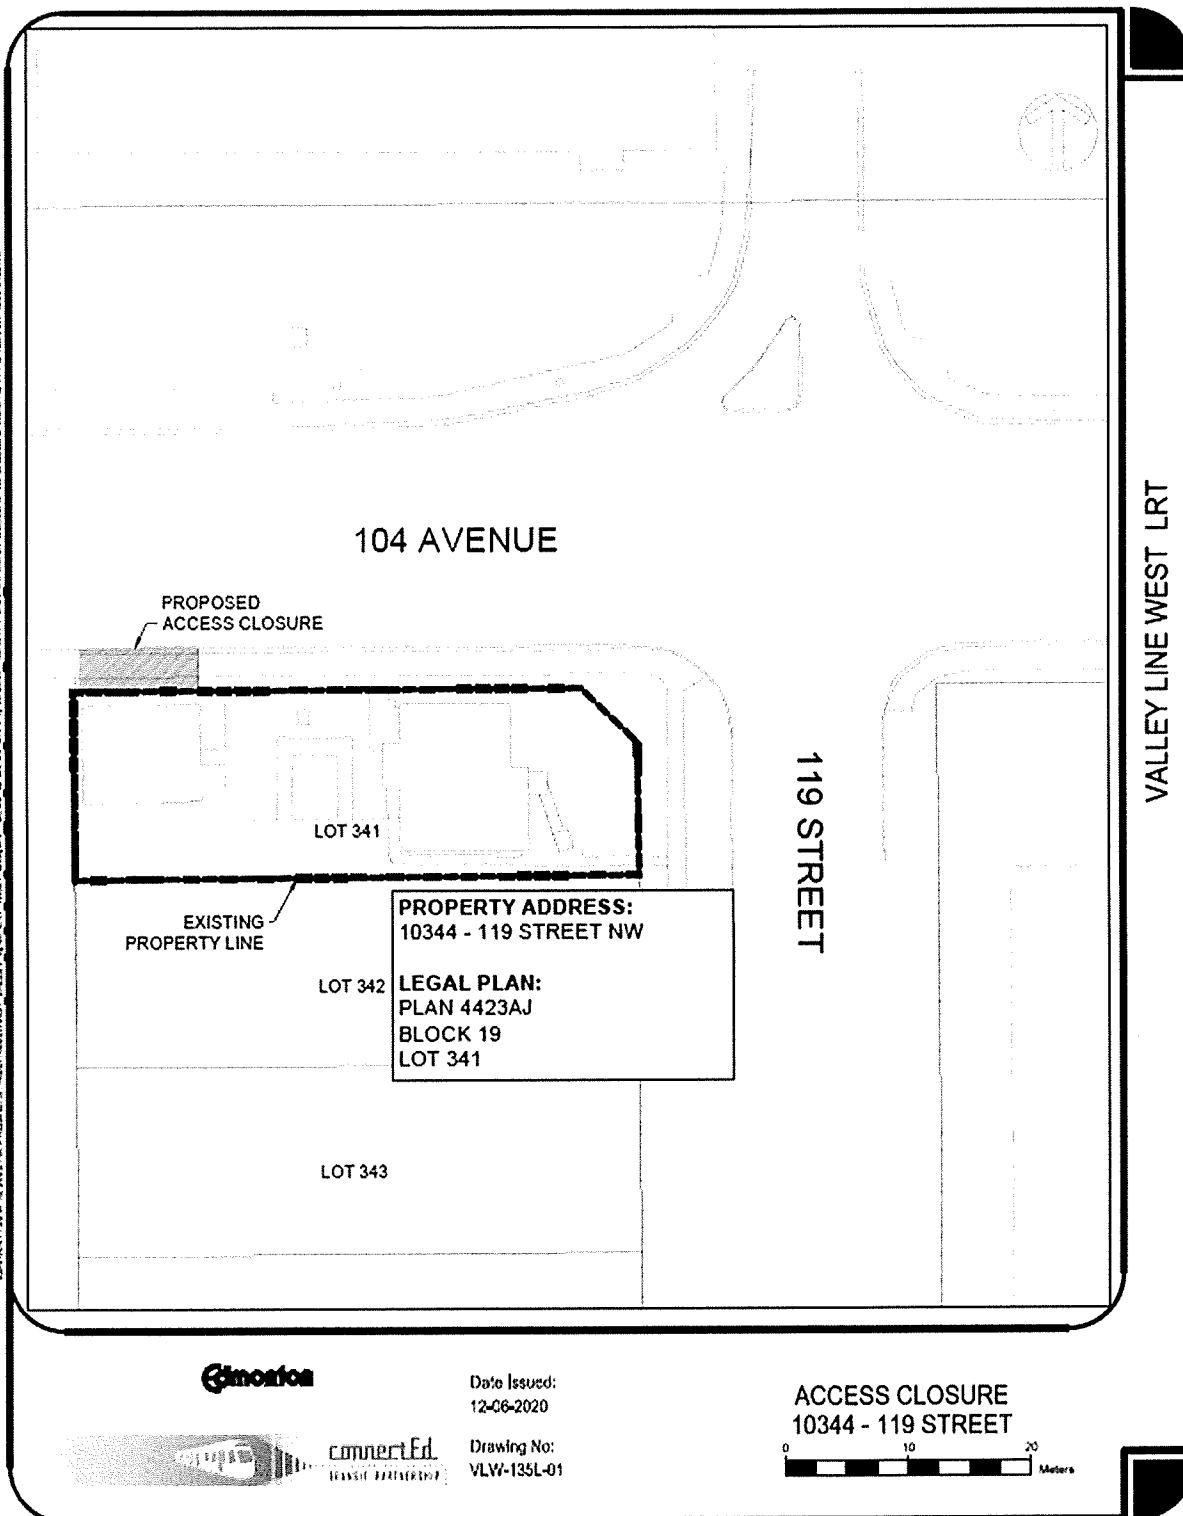 104 AVENUE
PROPOSED
ACCESS CLOSURE
119 STREET
VALLEY LINE WEST LRT
LOT 341
EXISTING
PROPERTY LINE
PROPERTY ADDRESS:
10344 - 119 STREET NW
LEGAL PLAN:
PLAN 4423AJ
BLOCK 19
LOT 341
LOT 342
LOT 343
Edmonton
connectEd
TRANSIT PARTNERSHIP
Date Issued:
12-06-2020
Drawing No:
VLW-135L-01
ACCESS CLOSURE
10344 - 119 STREET
0 10 20
Meters